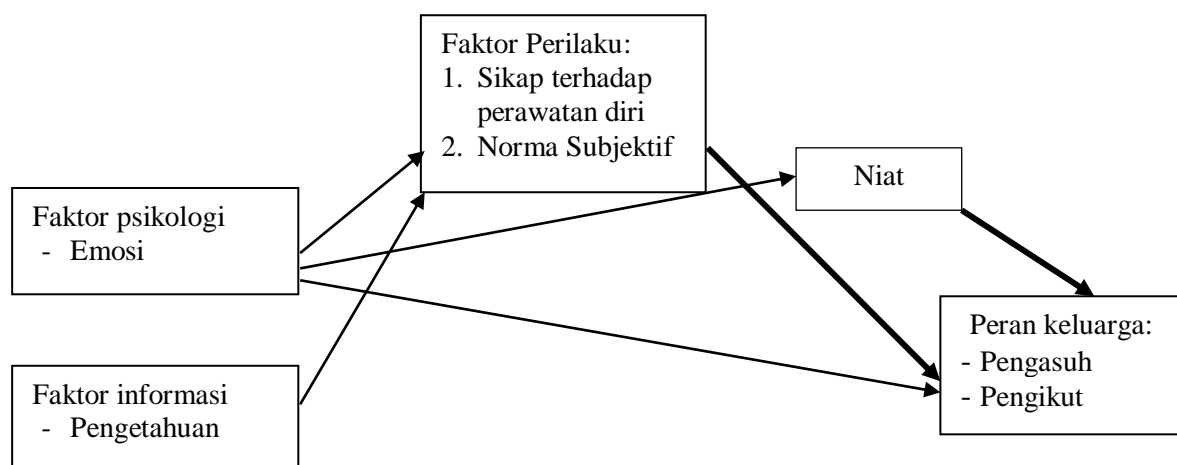 Faktor Perilaku:
1. Sikap terhadap
perawatan diri
2. Norma Subjektif
Niat
Faktor psikologi
- Emosi
Peran keluarga:
- Pengasuh
- Pengikut
Faktor informasi
- Pengetahuan